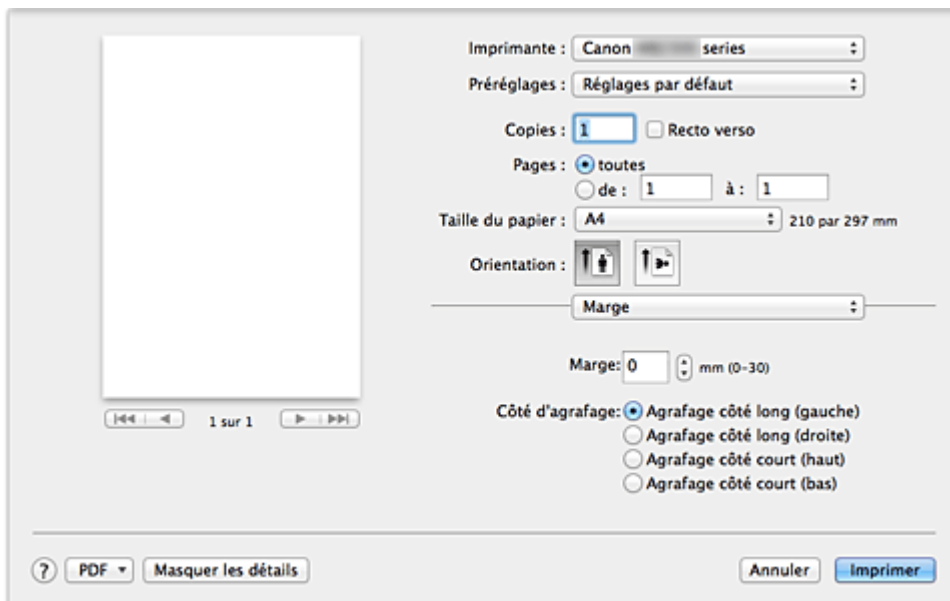 Imprimante : Canon series
Préréglages : Réglages par défaut
Copies : 1 Recto verso
Pages : toutes
de : 1 à : 1
Taille du papier : A4 210 par 297 mm
Orientation :
Marge
Marge: 0 mm (0-30)
Côté d'agrafage: Agrafage côté long (gauche)
Agrafage côté long (droite)
Agrafage côté court (haut)
Agrafage côté court (bas)
1 sur 1
? PDF Masquer les détails Annuler Imprimer